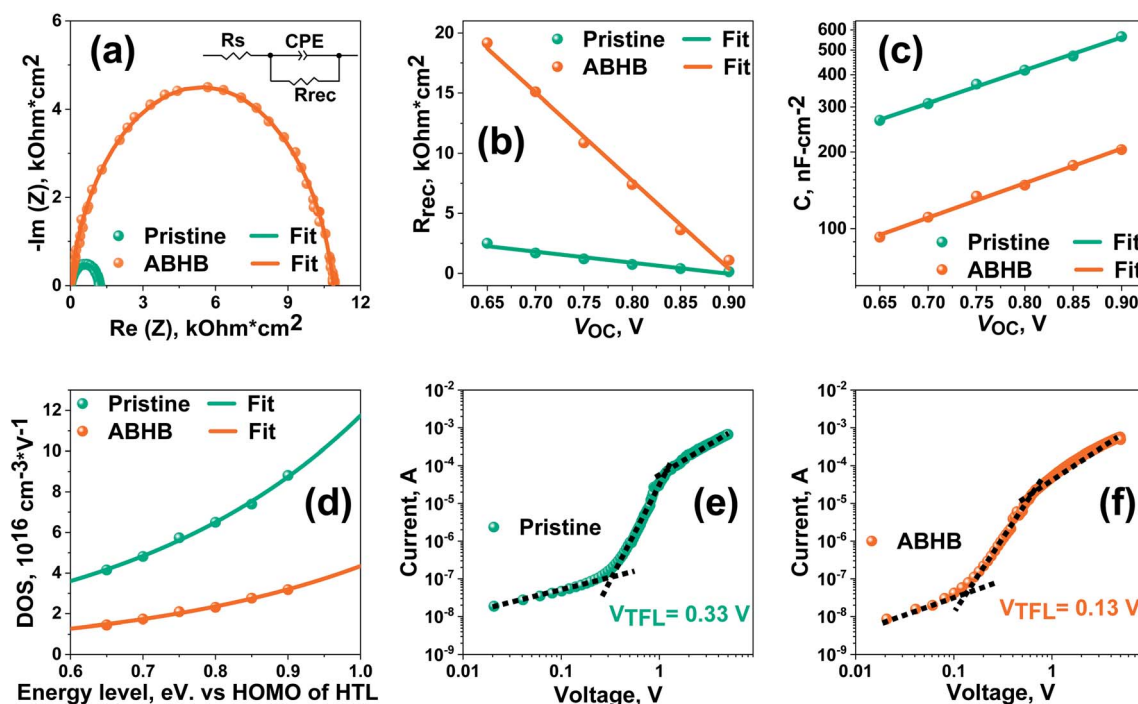 (a)
Rs
CPE
Rrec
-Im (Z), kOhm*cm2
6
4
2
0
Pristine Fit
ABHB Fit
0 3 6 9 12
Re (Z), kOhm*cm2
(b)
Pristine Fit
ABHB Fit
Rrec, kOhm*cm2
25
20
15
10
5
0
0.65 0.70 0.75 0.80 0.85 0.90
VOC, V
(c)
C, nF-cm-2
600
500
400
300
200
100
Pristine Fit
ABHB Fit
0.65 0.70 0.75 0.80 0.85 0.90
VOC, V
(d)
Pristine Fit
ABHB Fit
DOS, 1016 cm-3*V-1
12
10
8
6
4
2
0
0.6 0.7 0.8 0.9 1.0
Energy level, eV. vs HOMO of HTL
(e)
Current, A
10-2
10-3
10-4
10-5
10-6
10-7
10-8
10-9
Pristine
VTFL= 0.33 V
0.01 0.1 1
Voltage, V
(f)
Current, A
10-2
10-3
10-4
10-5
10-6
10-7
10-8
10-9
ABHB
VTFL= 0.13 V
0.01 0.1 1
Voltage, V